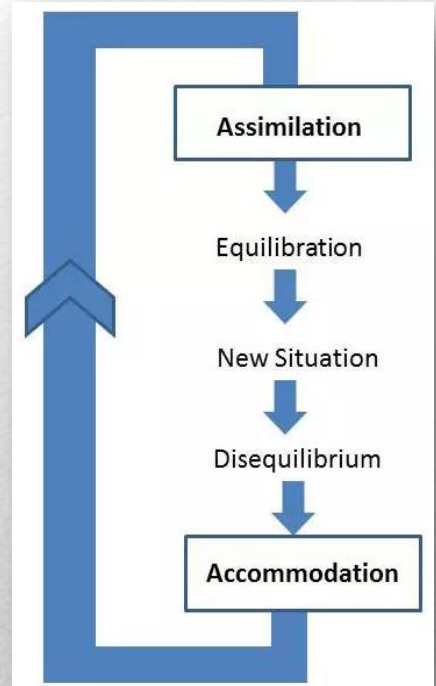 Assimilation
Equilibration
New Situation
Disequilibrium
Accommodation